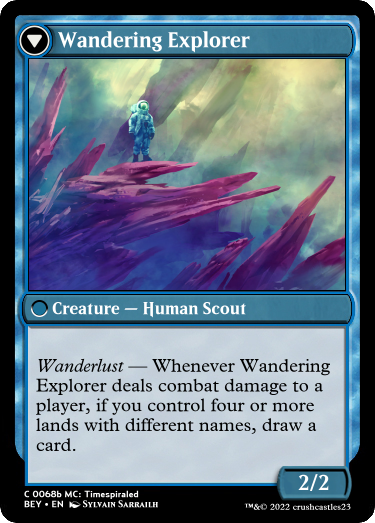 Wandering Explorer
Creature — Human Scout
Wanderlust — Whenever Wandering
Explorer deals combat damage to a
player, if you control four or more
lands with different names, draw a
card.
2/2
C 0068b MC: Timespiraled
BEY • EN Sylvain Sarrailh
™&© 2022 crushcastles23